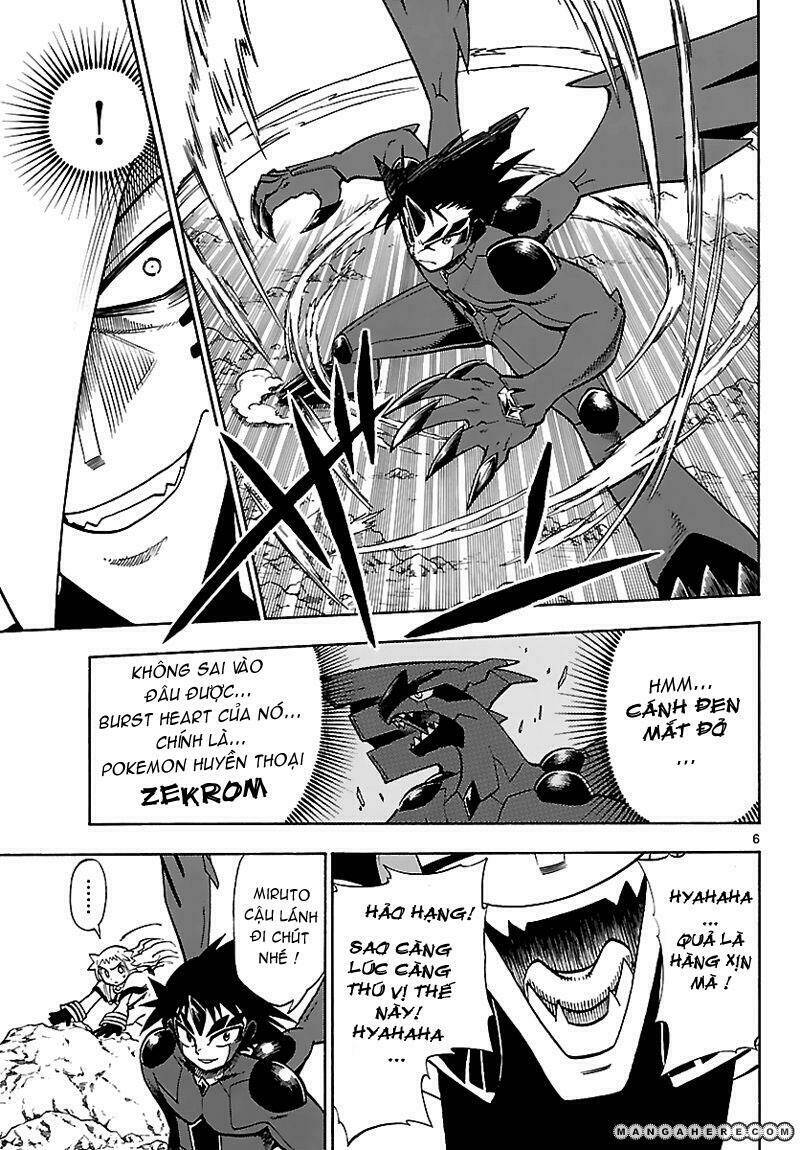 !
HMM...
CÁNH ĐEN
MẮT ĐỎ
...
KHÔNG SAI VÀO
ĐÂU ĐƯỢC...
BURST HEART CỦA NÓ...
CHÍNH LÀ...
POKEMON HUYỀN THOẠI
ZEKROM
6
HYAHAHA
...
QUẢ LÀ
HÀNG XỊN
MÀ!
HẢO HẠNG!
SAO CÀNG
LÚC CÀNG
THÚ VỊ THẾ
NÀY!
HYAHAHA
...
MIRUTO
CẬU LÁNH
ĐI CHÚT
NHÉ!
....
MANGAHERE.COM